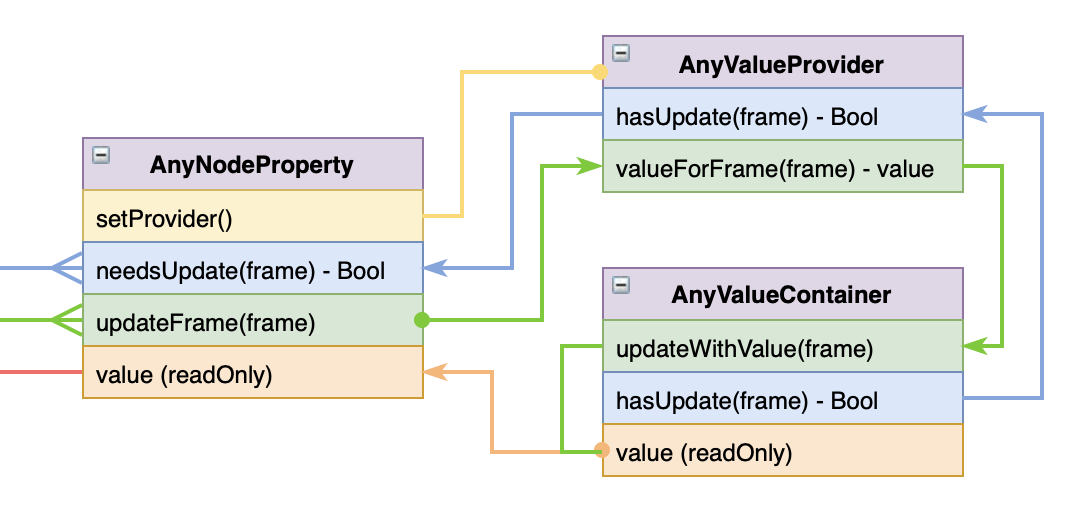 AnyValueProvider
hasUpdate(frame) - Bool
valueForFrame(frame) - value
AnyNodeProperty
setProvider()
needsUpdate(frame) - Bool
updateFrame(frame)
value (readOnly)
AnyValueContainer
updateWithValue(frame)
hasUpdate(frame) - Bool
value (readOnly)